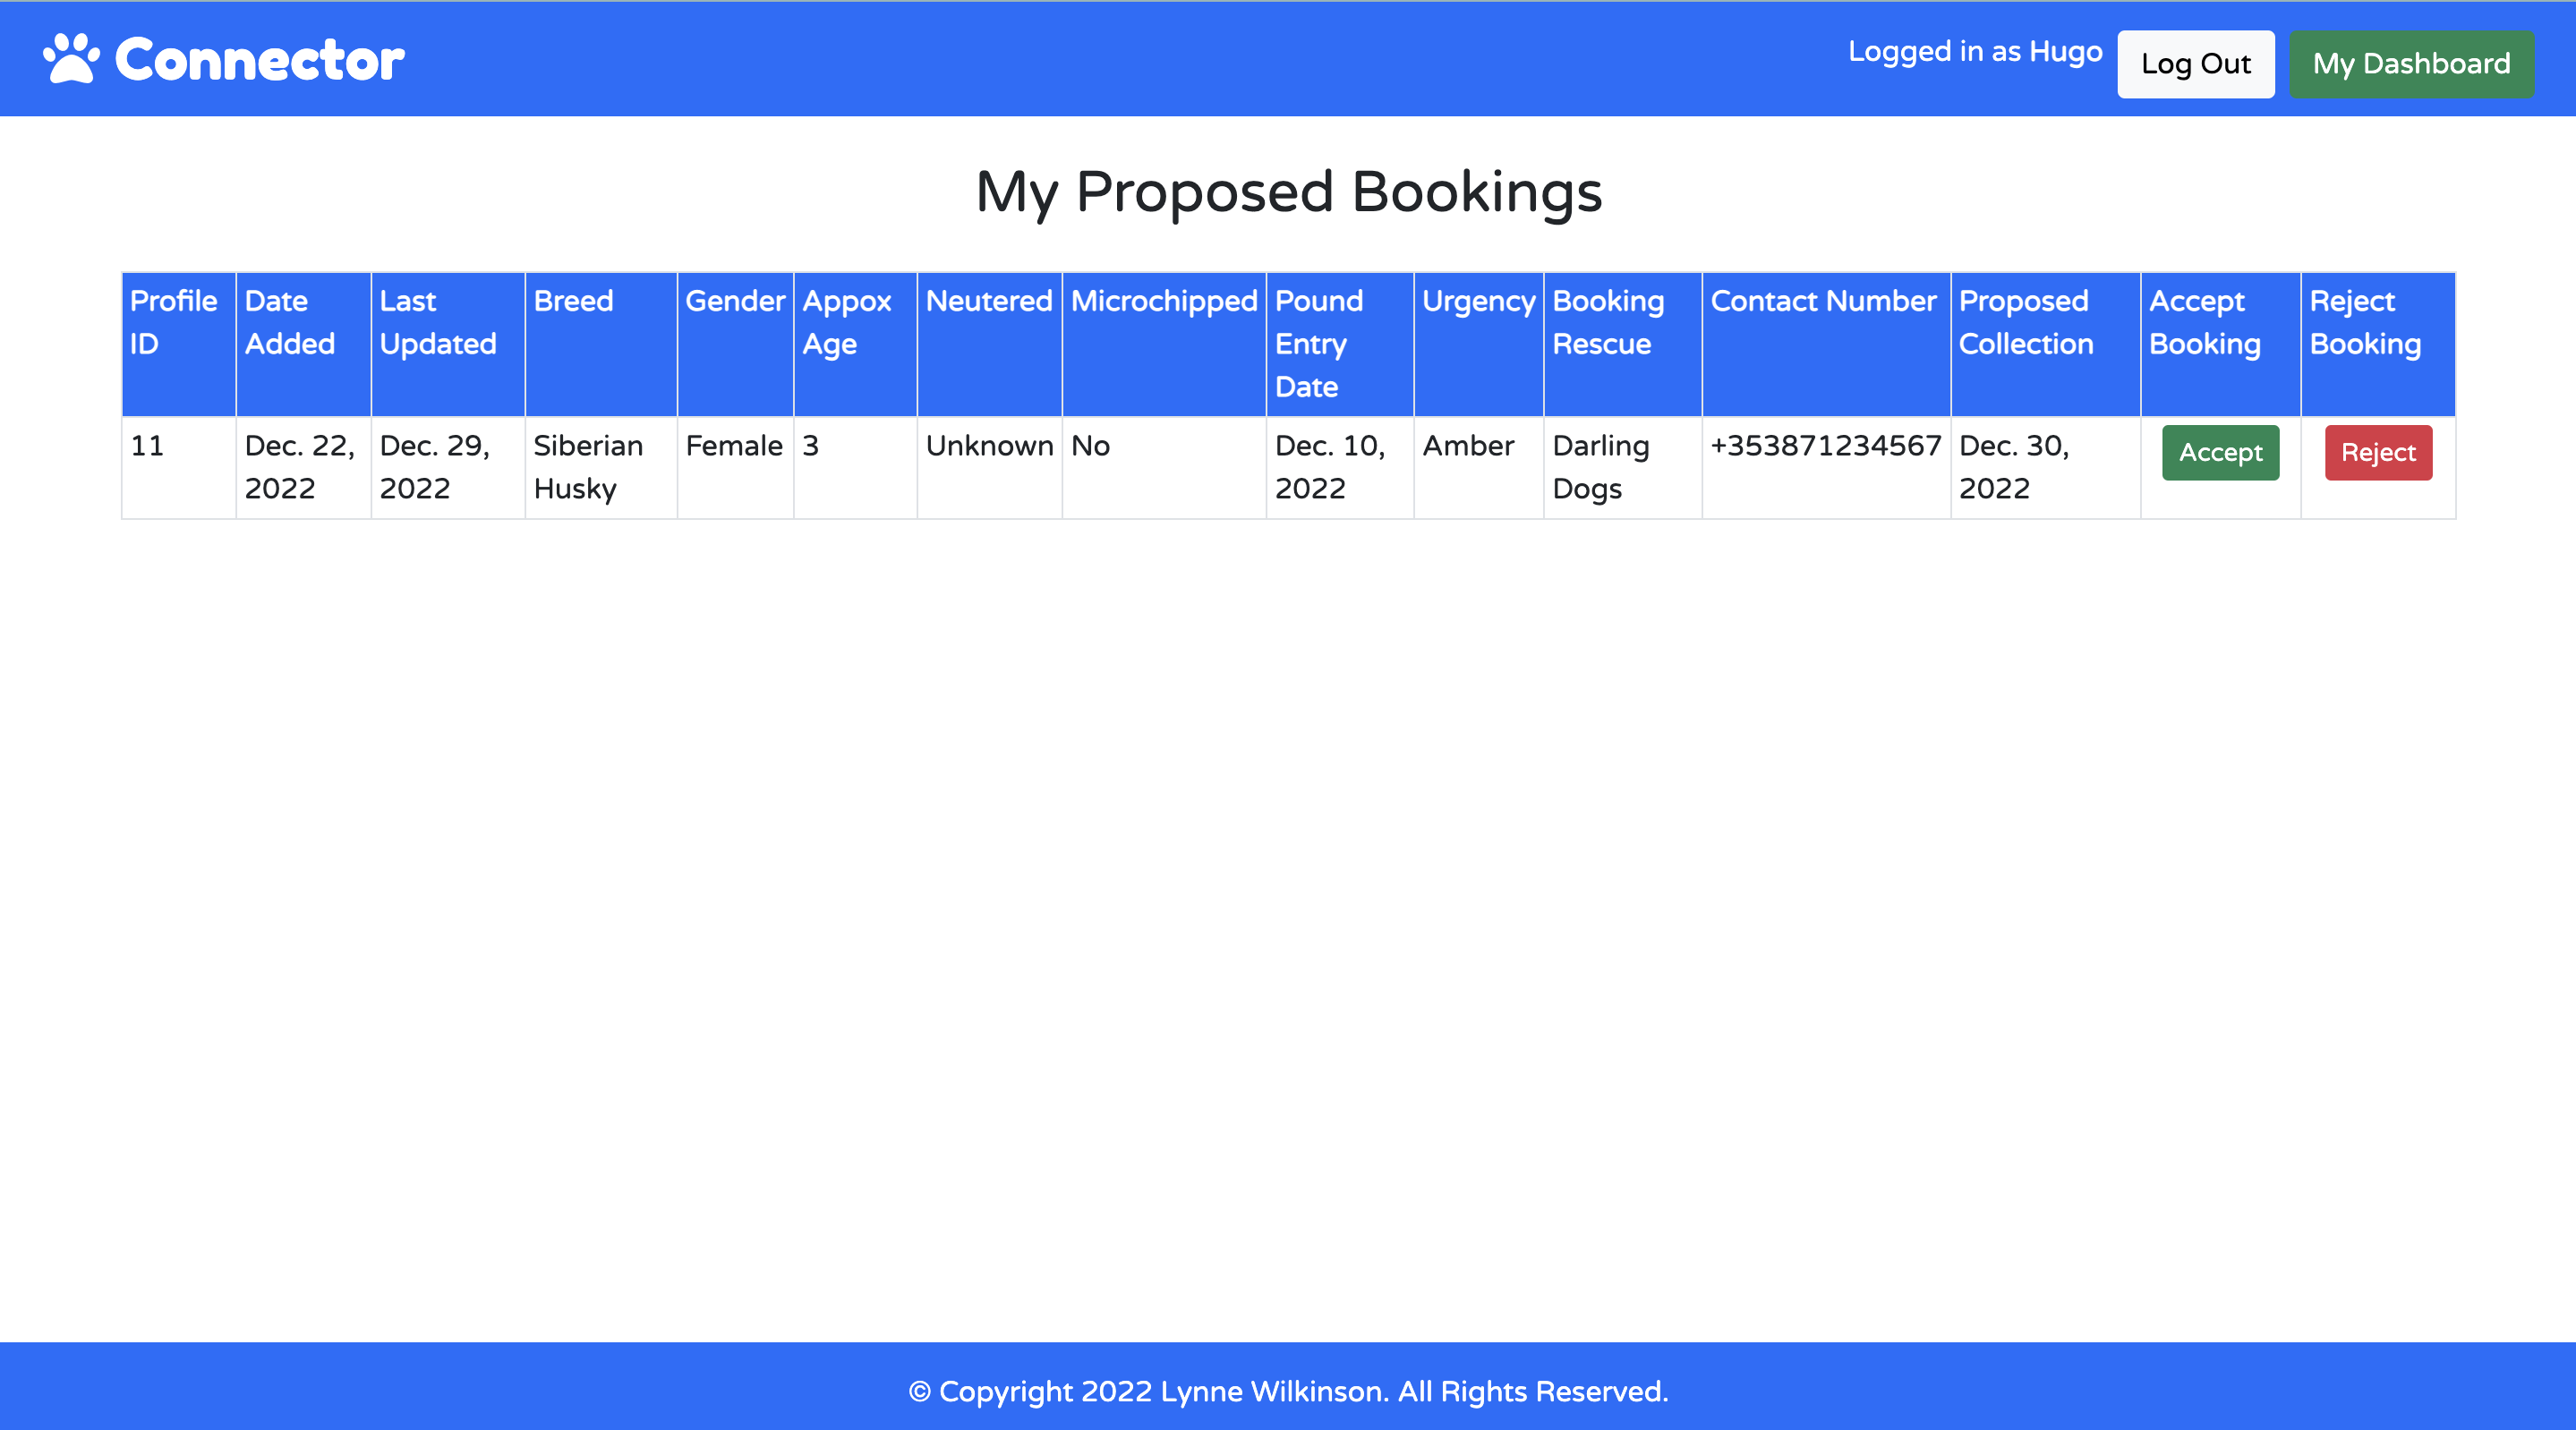 Connector
Logged in as Hugo
Log Out
My Dashboard
My Proposed Bookings
Profile ID
Date Added
Last Updated
Breed
Gender
Appox Age
Neutered
Microchipped
Pound Entry Date
Urgency
Booking Rescue
Contact Number
Proposed Collection
Accept Booking
Reject Booking
11
Dec. 22, 2022
Dec. 29, 2022
Siberian Husky
Female
3
Unknown
No
Dec. 10, 2022
Amber
Darling Dogs
+353871234567
Dec. 30, 2022
Accept
Reject
© Copyright 2022 Lynne Wilkinson. All Rights Reserved.